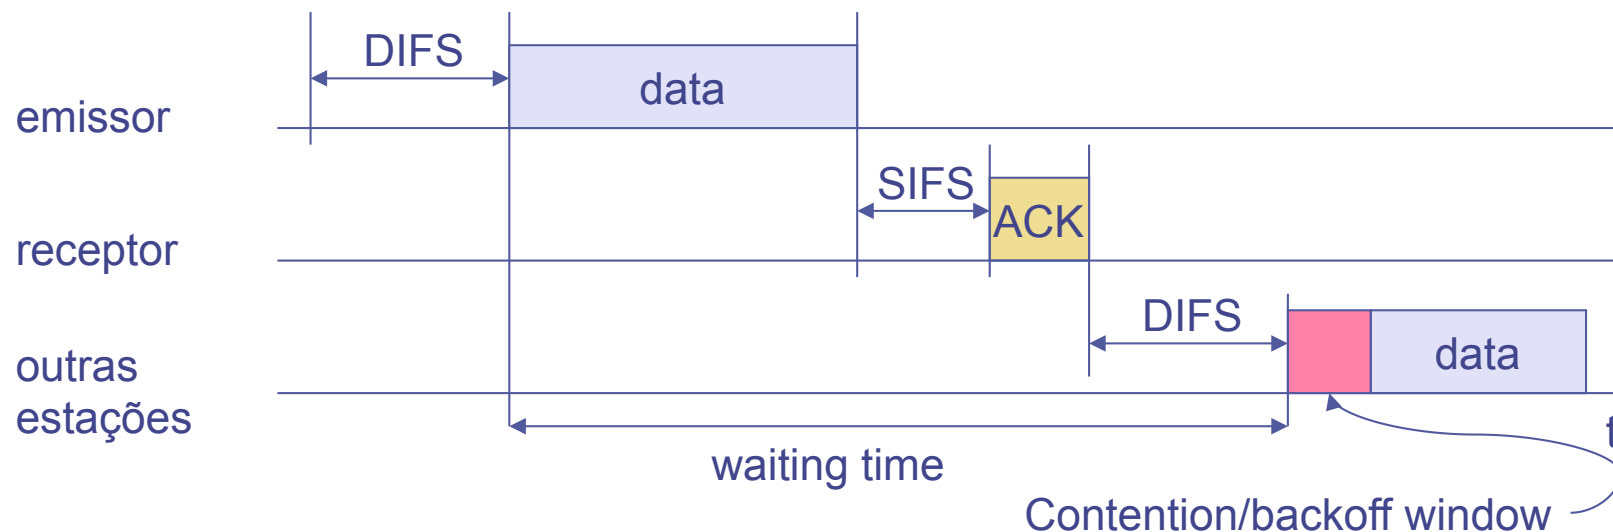 DIFS
data
emissor
SIFS
ACK
receptor
DIFS
data
outras
estações
t
waiting time
Contention/backoff window